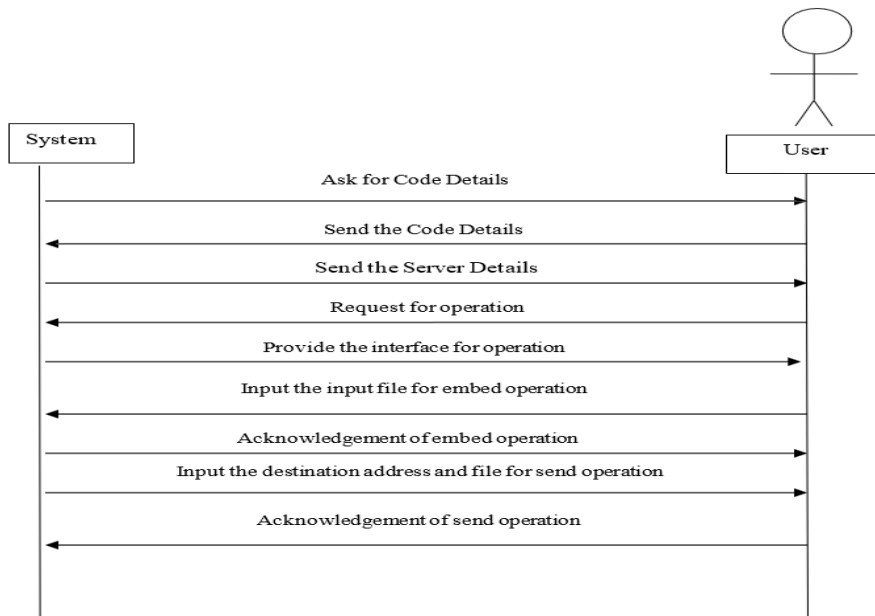 System
User
Ask for Code Details
Send the Code Details
Send the Server Details
Request for operation
Provide the interface for operation
Input the input file for embed operation
Acknowledgement of embed operation
Input the destination address and file for send operation
Acknowledgement of send operation